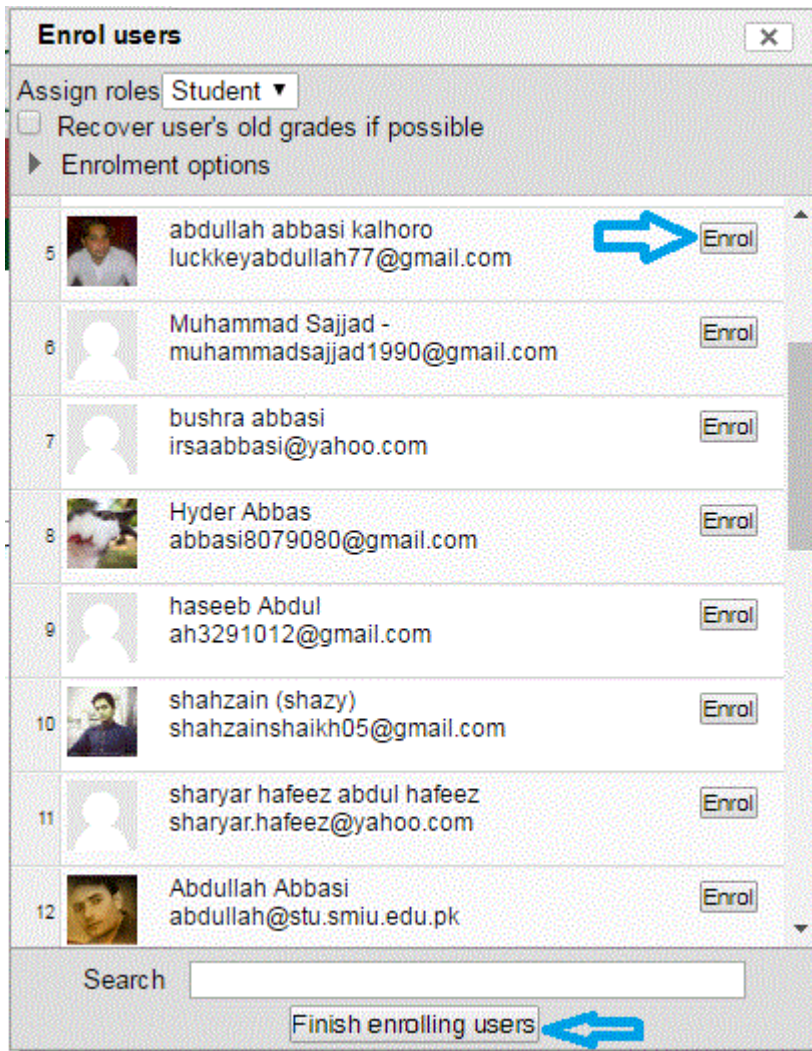 Enrol users
Assign roles Student
Recover user's old grades if possible
Enrolment options
5 abdullah abbasi kalhoro Enrol
luckkeyabdullah77@gmail.com
6 Muhammad Sajjad - Enrol
muhammadsajjad1990@gmail.com
7 bushra abbasi Enrol
irsaabbasi@yahoo.com
8 Hyder Abbas Enrol
abbasi8079080@gmail.com
9 haseeb Abdul Enrol
ah3291012@gmail.com
10 shahzain (shazy) Enrol
shahzainshaikh05@gmail.com
11 sharyar hafeez abdul hafeez Enrol
sharyar.hafeez@yahoo.com
12 Abdullah Abbasi Enrol
abdullah@stu.smiu.edu.pk
Search
Finish enrolling users